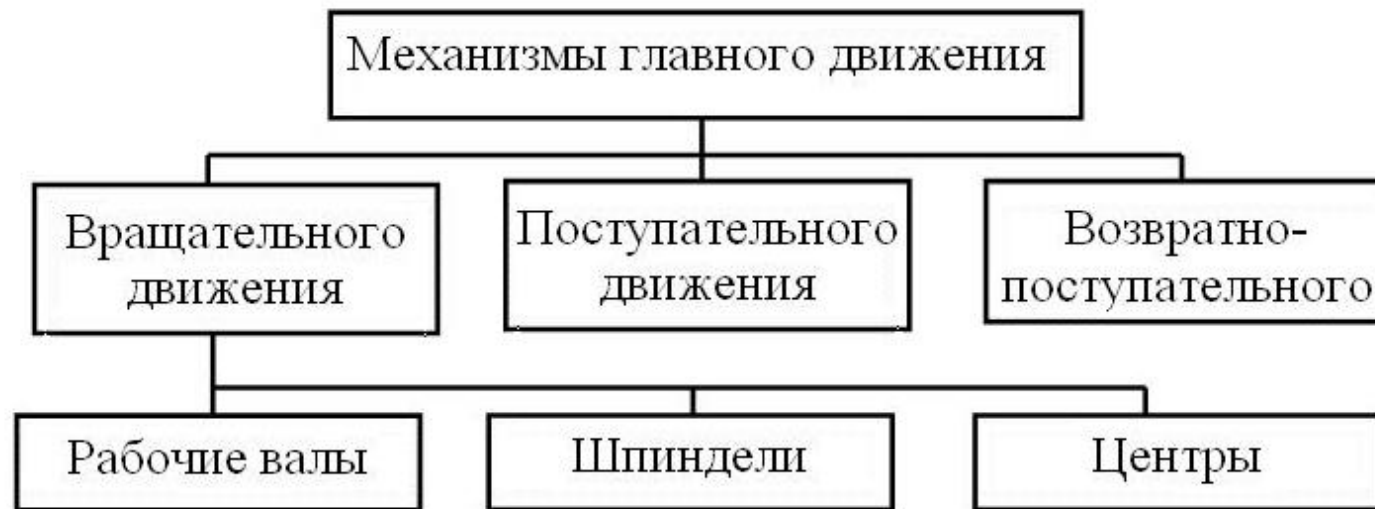 Механизмы главного движения
Вращательного
движения
Поступательного
движения
Возвратно-
поступательного
Рабочие валы
Шпиндели
Центры